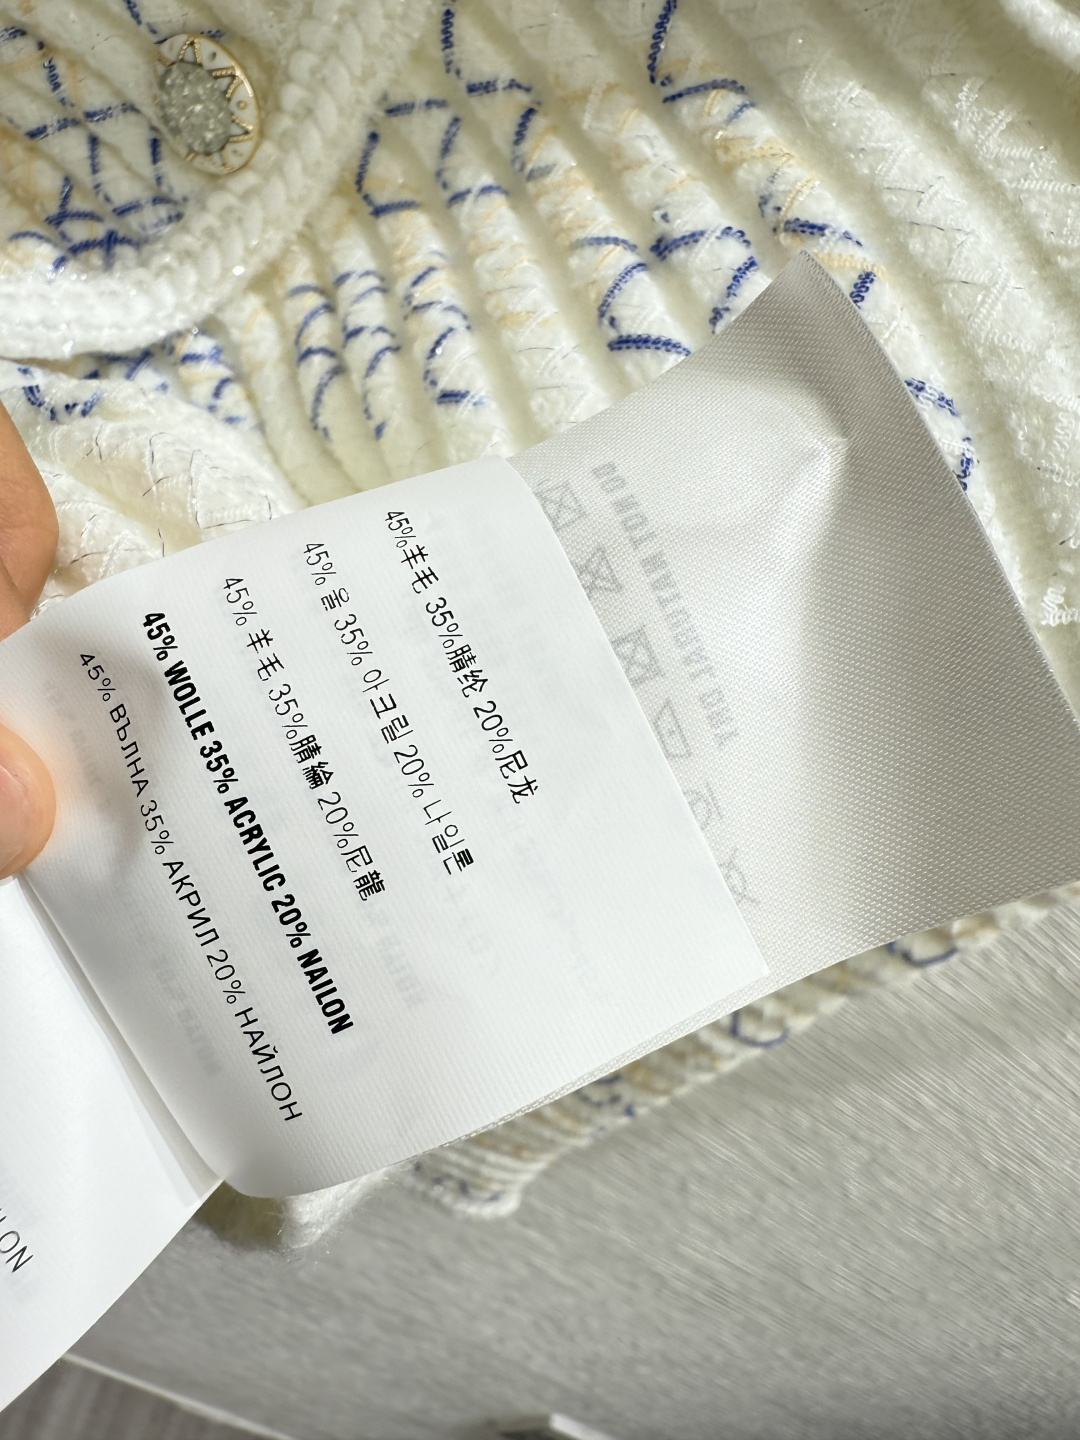 45%羊毛 35%腈纶 20%尼龙
45% 울 35% 아크릴 20% 나일론
45% 羊毛 35%腈綸 20%尼龍
45% WOLLE 35% ACRYLIC 20% NAILON
45% ВЪЛНА 35% АКРИЛ 20% НАЙЛОН